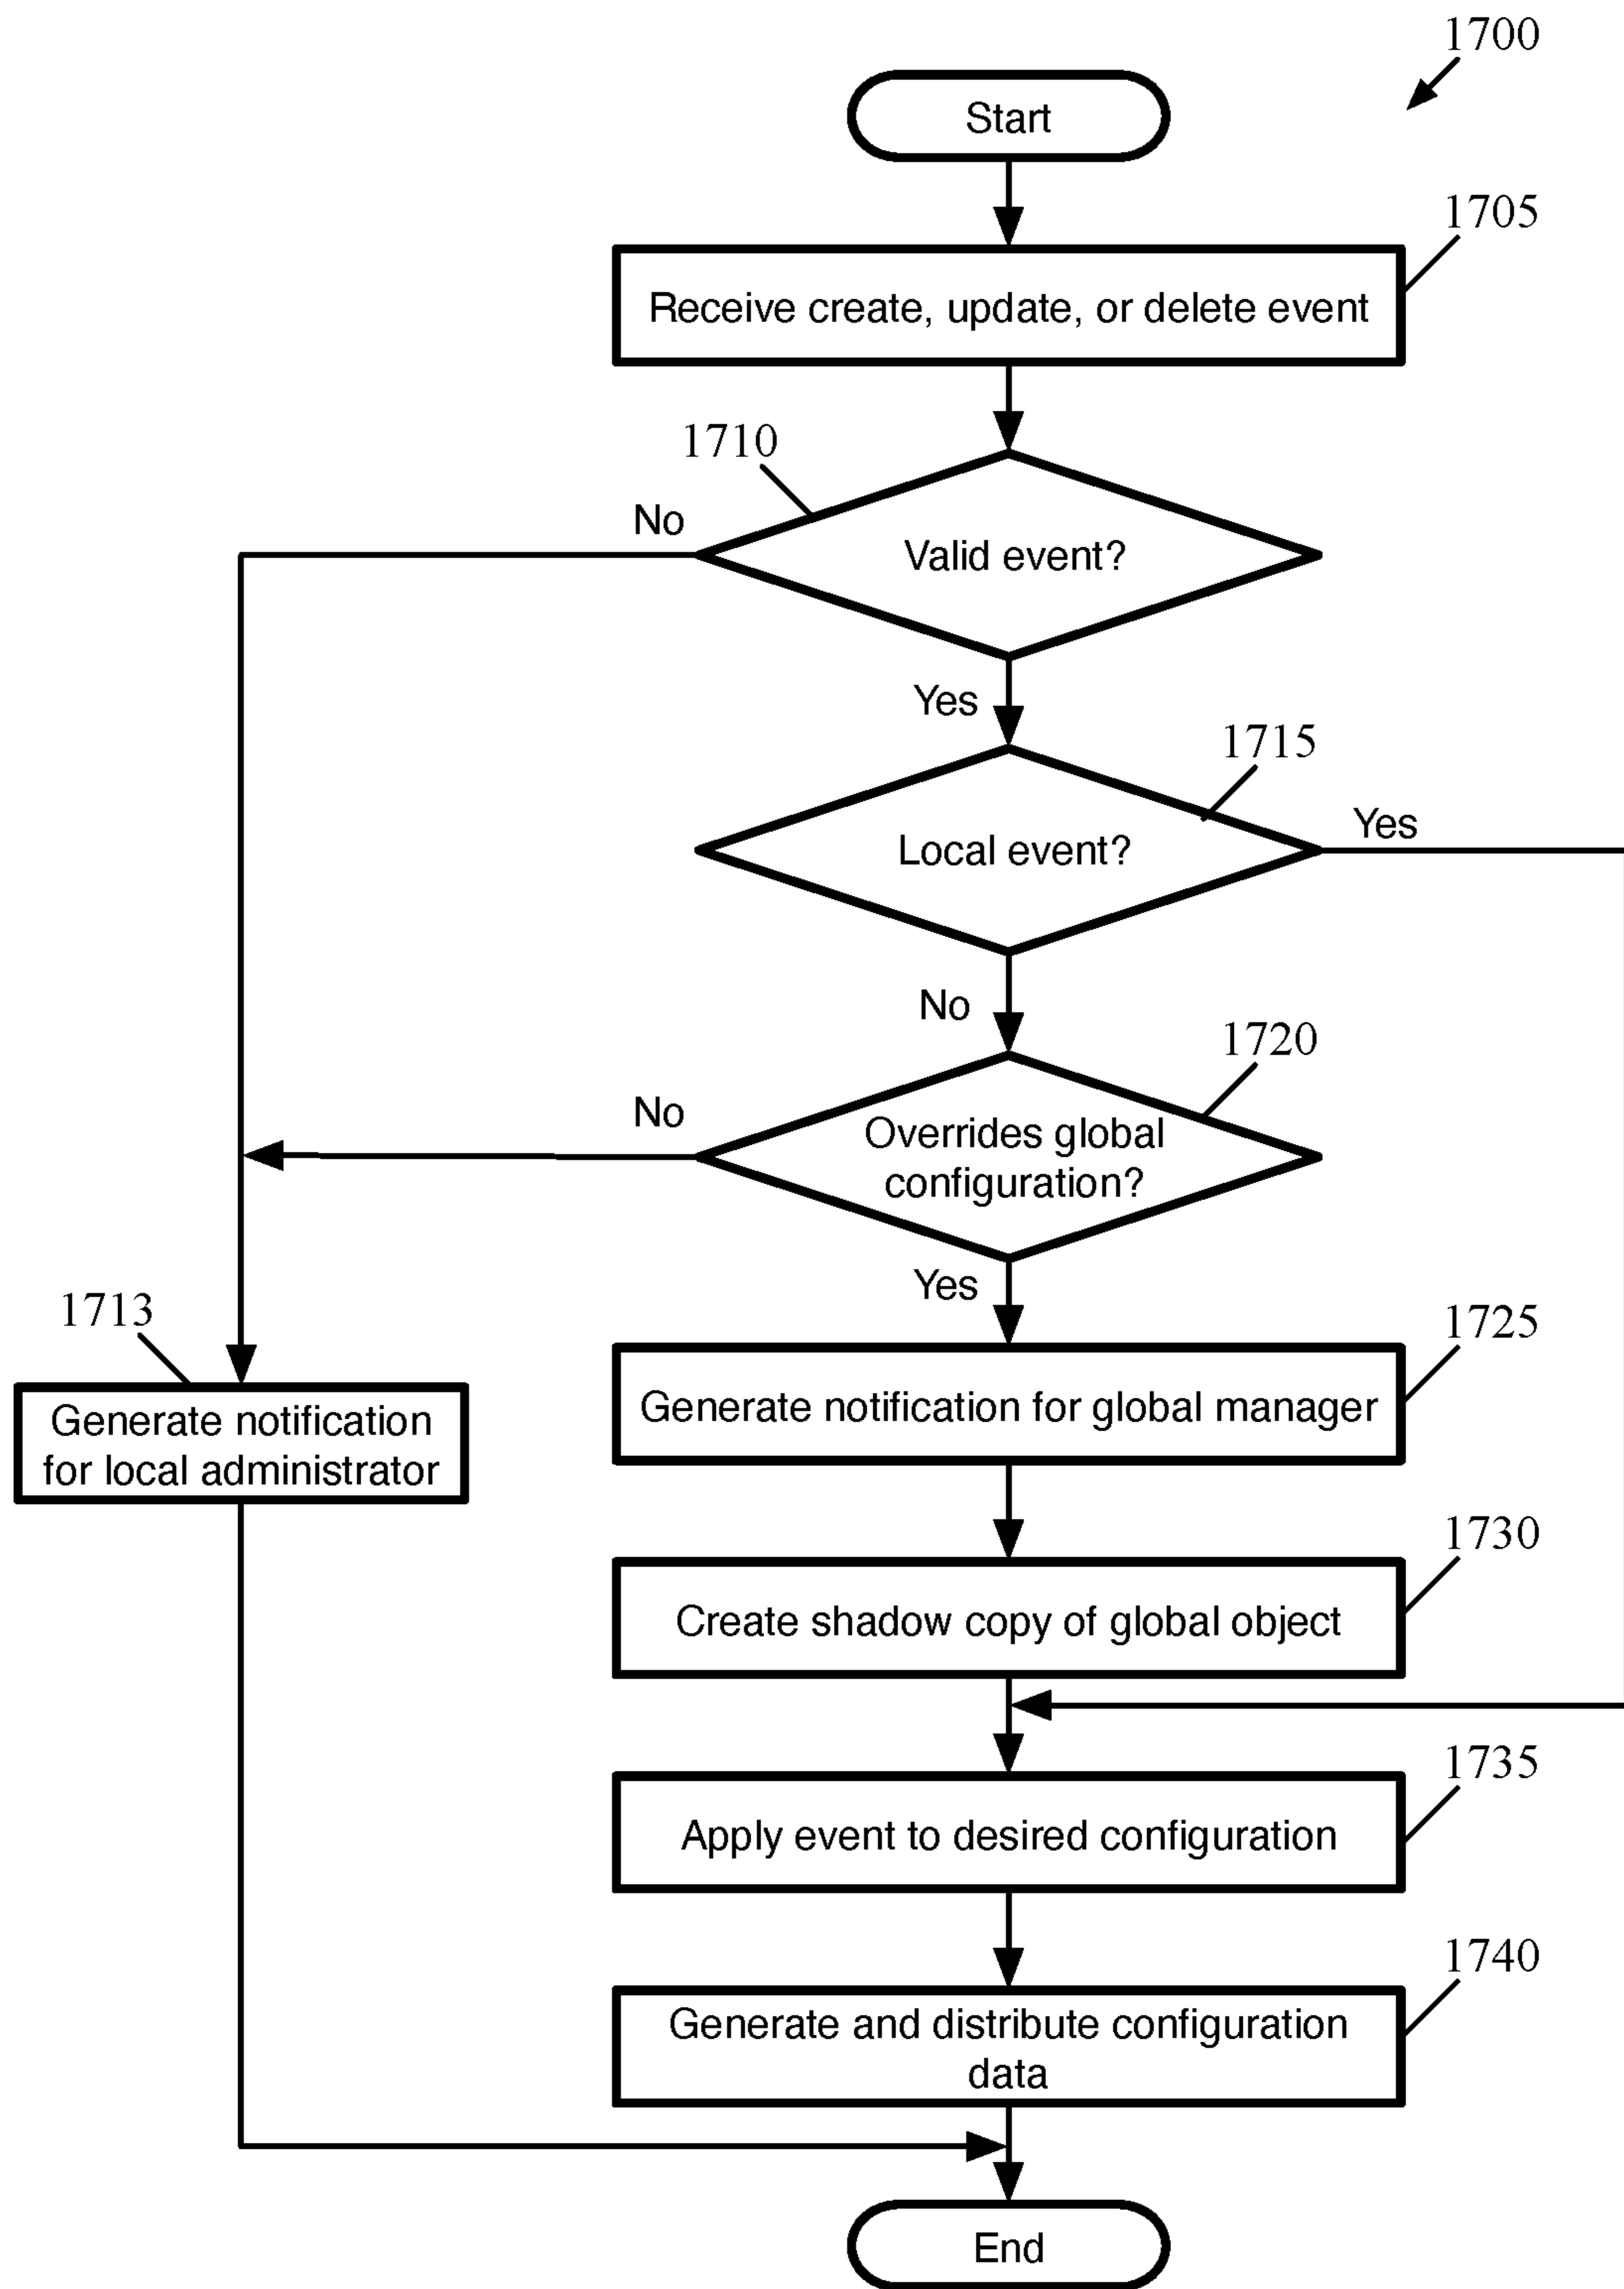 1700
Start
1705
Receive create, update, or delete event
1710
No
Valid event?
Yes
1715
Local event?
Yes
No
1720
No
Overrides global
configuration?
Yes
1713
1725
Generate notification
for local administrator
Generate notification for global manager
1730
Create shadow copy of global object
1735
Apply event to desired configuration
1740
Generate and distribute configuration
data
End